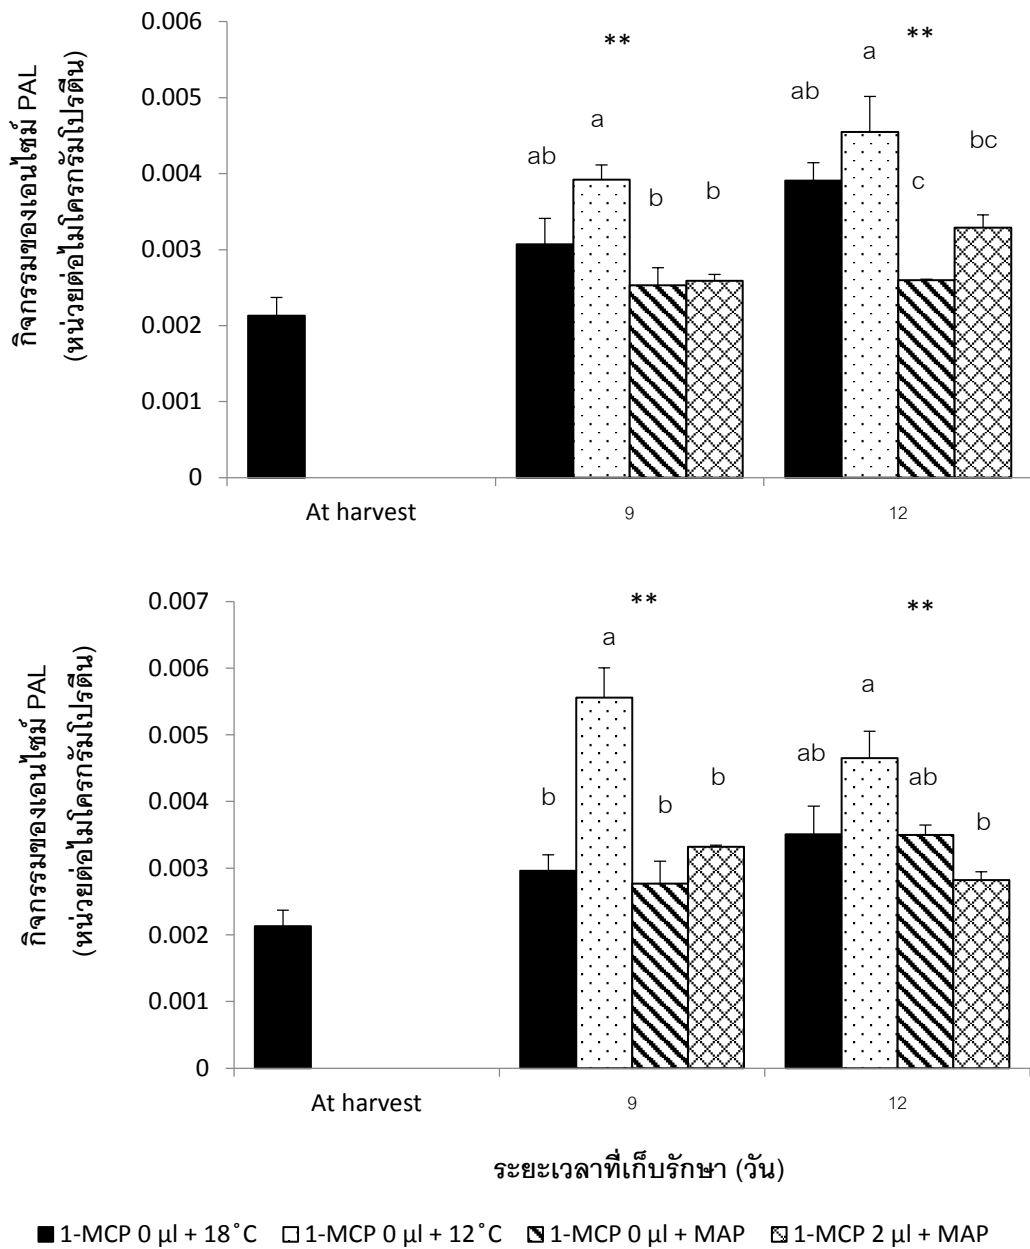 กิจกรรมของเอนไซม์ PAL
(หน่วยต่อไมโครกรัมโปรตีน)
0.006
0.005
0.004
0.003
0.002
0.001
0
** **
ab a b b
ab a c bc
At harvest 9 12
กิจกรรมของเอนไซม์ PAL
(หน่วยต่อไมโครกรัมโปรตีน)
0.007
0.006
0.005
0.004
0.003
0.002
0.001
0
** **
b a b b
ab a ab b
At harvest 9 12
ระยะเวลาที่เก็บรักษา (วัน)
1-MCP 0 µl + 18˚C 1-MCP 0 µl + 12˚C 1-MCP 0 µl + MAP 1-MCP 2 µl + MAP